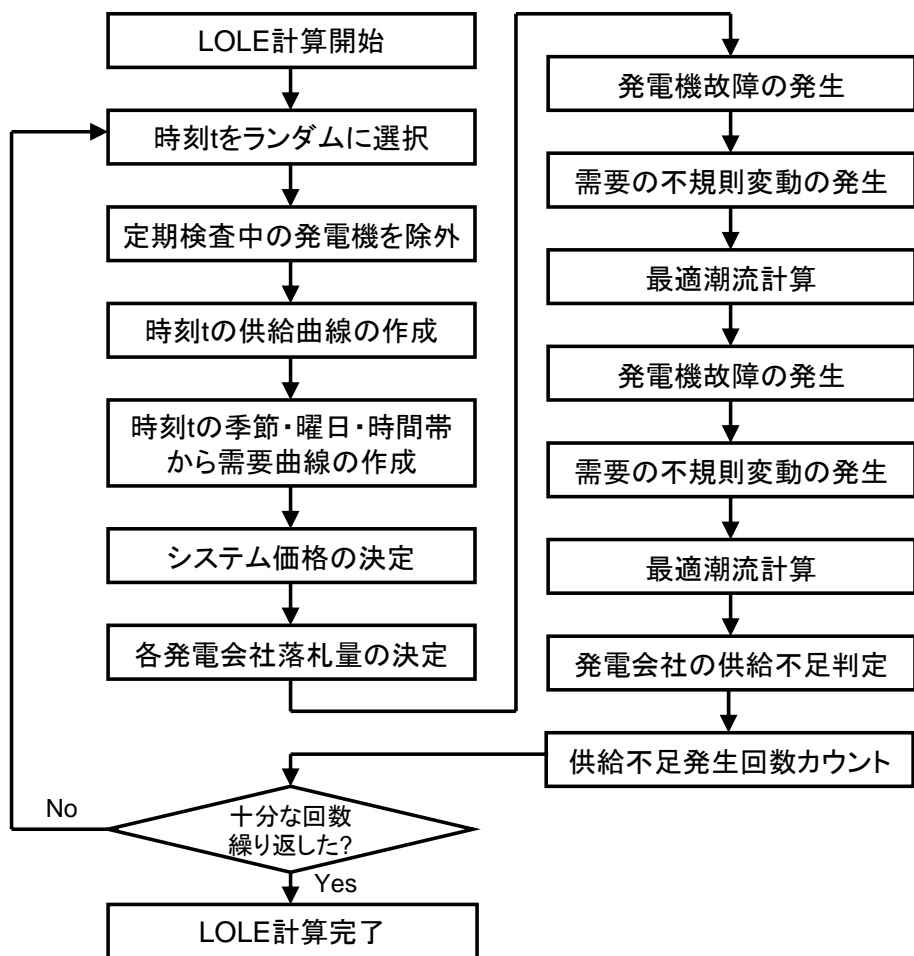 LOLE計算開始
時刻tをランダムに選択
定期検査中の発電機を除外
時刻tの供給曲線の作成
時刻tの季節・曜日・時間帯
から需要曲線の作成
システム価格の決定
各発電会社落札量の決定
発電機故障の発生
需要の不規則変動の発生
最適潮流計算
発電機故障の発生
需要の不規則変動の発生
最適潮流計算
発電会社の供給不足判定
供給不足発生回数カウント
十分な回数
繰り返した?
No
Yes
LOLE計算完了